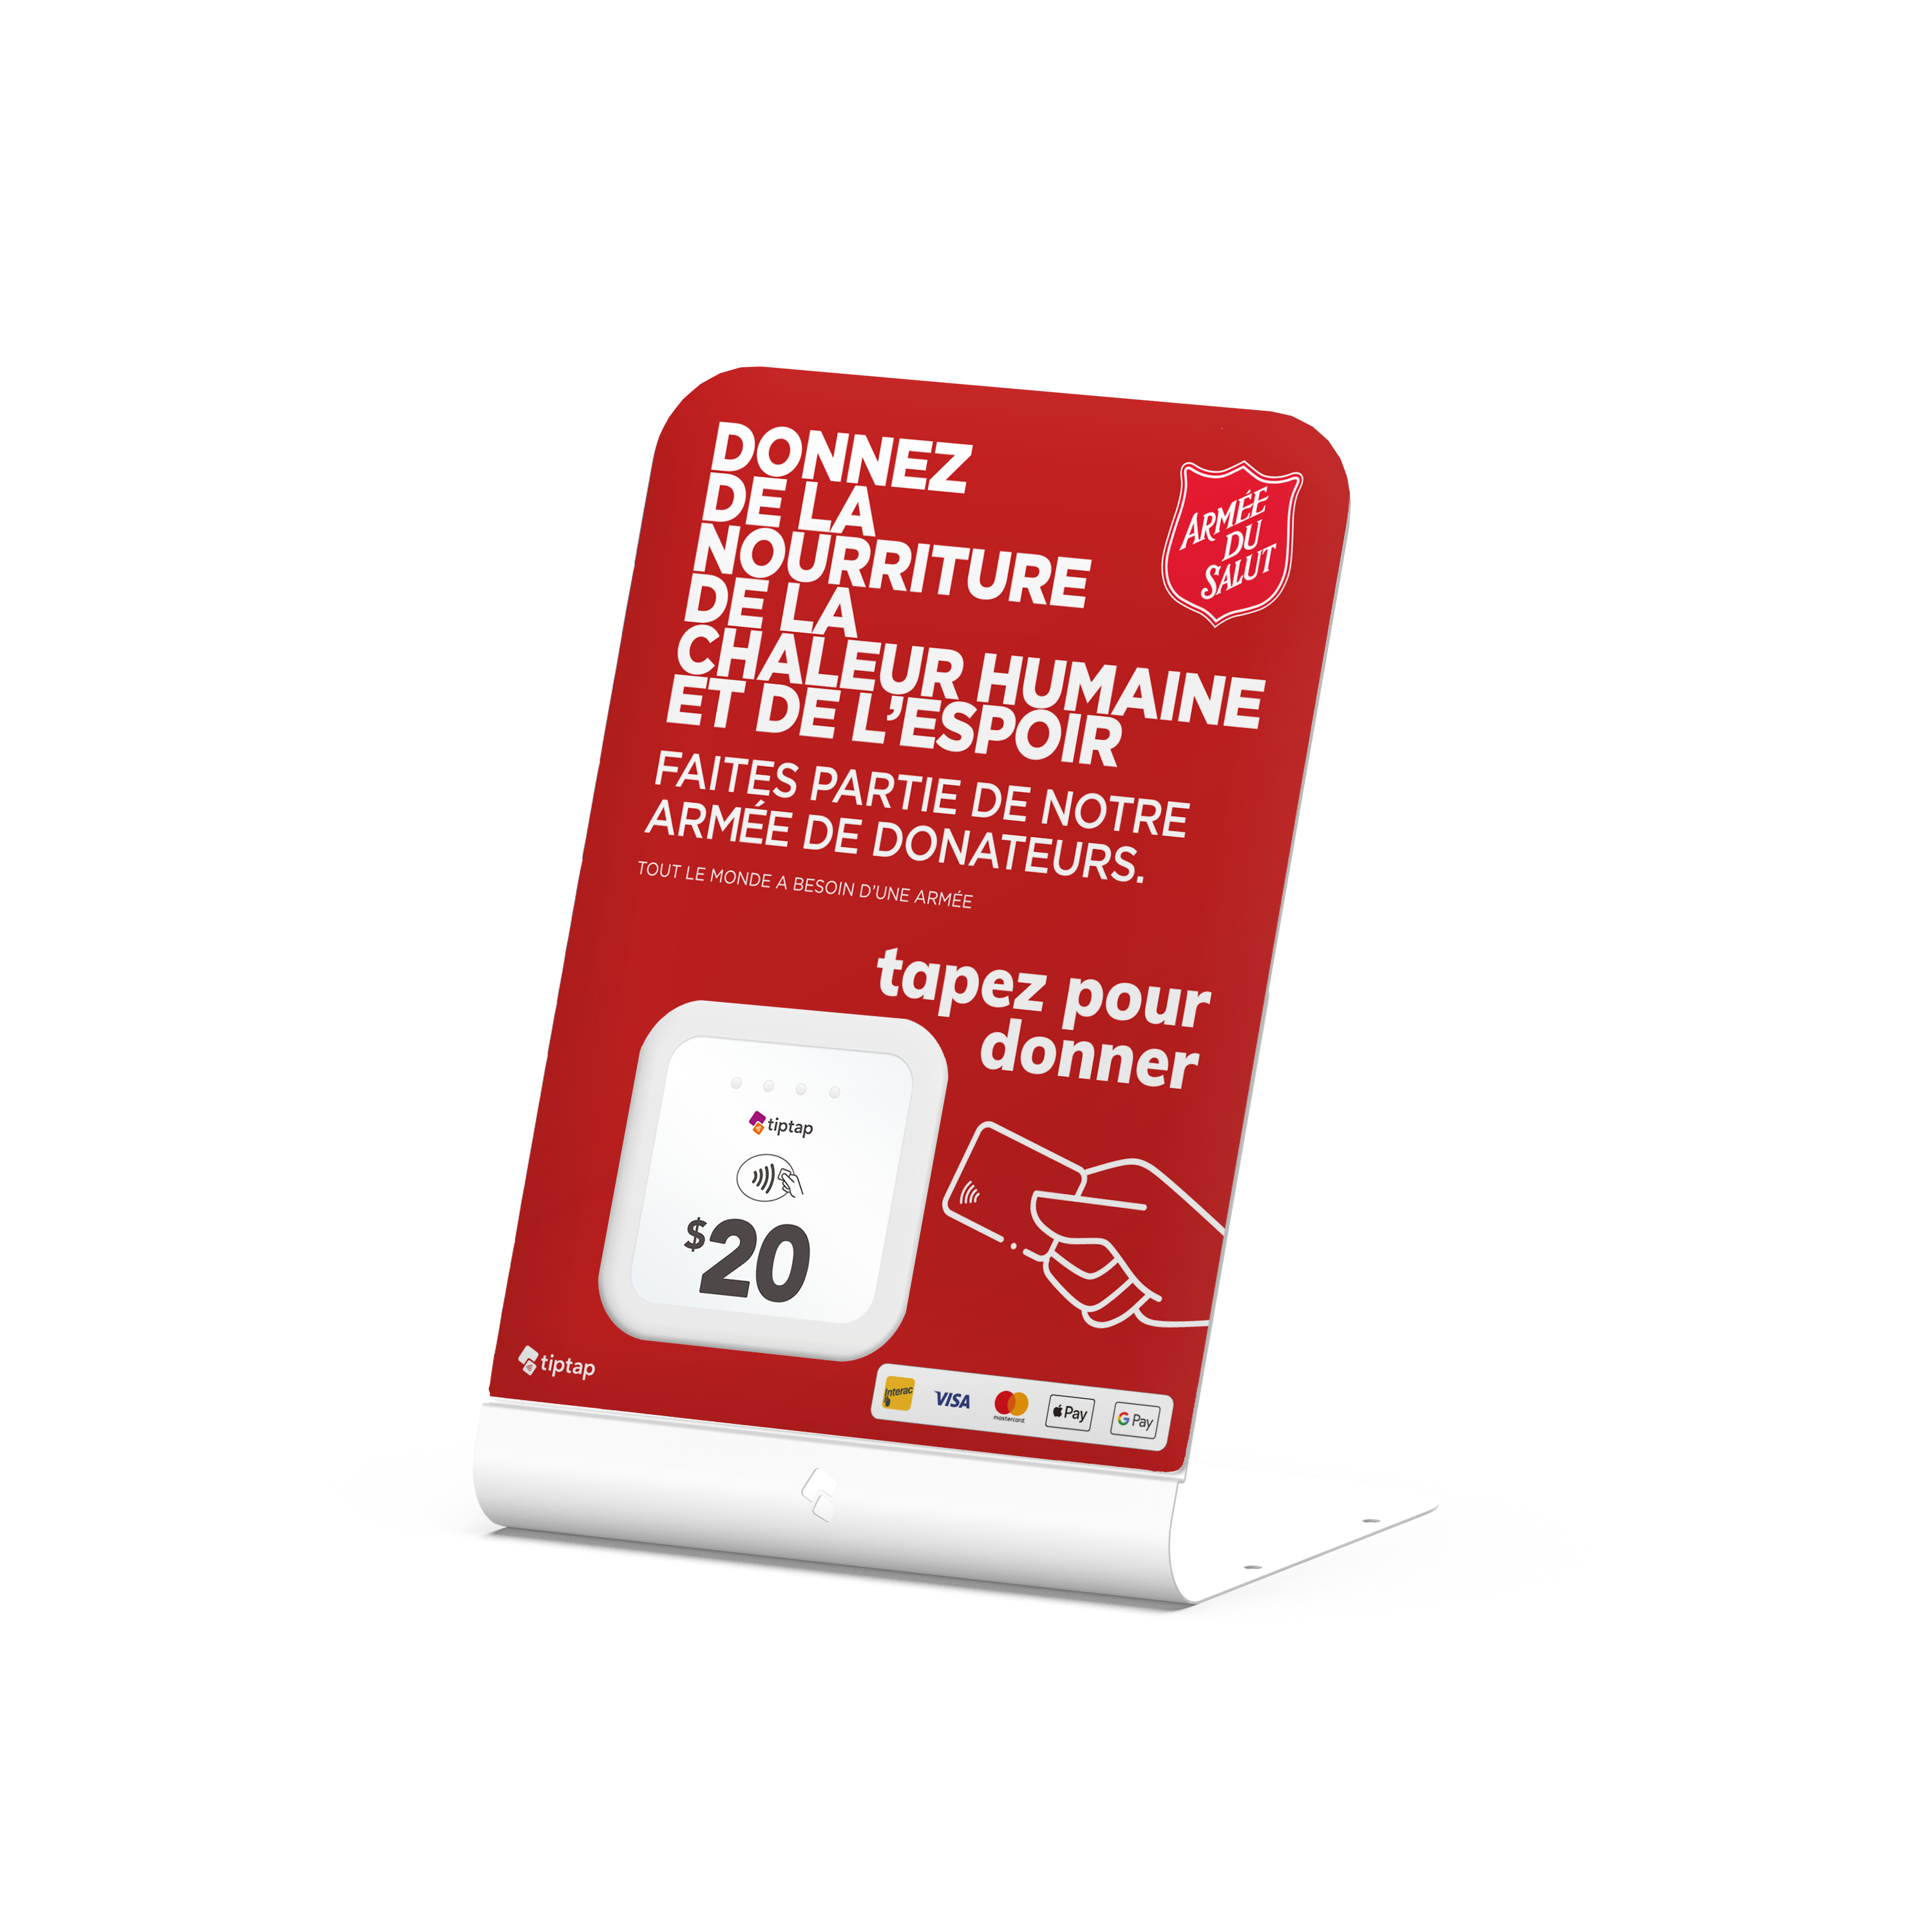 DONNEZ
DE LA
NOURRITURE
DE LA
CHALEUR HUMAINE
ET DE L'ESPOIR
ARMÉE
DU
SALUT
FAITES PARTIE DE NOTRE
ARMÉE DE DONATEURS.
TOUT LE MONDE A BESOIN D'UNE ARMÉE
tapez pour
donner
tiptap
$20
tiptap
Interac
VISA
mastercard
Pay
G Pay